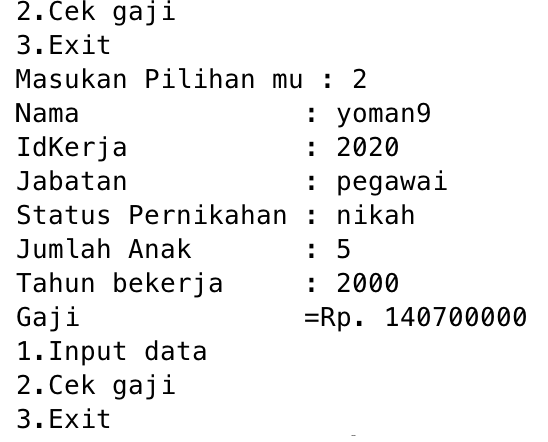 2.Cek gaji
3.Exit
Masukan Pilihan mu : 2
Nama              : yoman9
IdKerja           : 2020
Jabatan           : pegawai
Status Pernikahan : nikah
Jumlah Anak       : 5
Tahun bekerja     : 2000
Gaji              =Rp. 140700000
1.Input data
2.Cek gaji
3.Exit